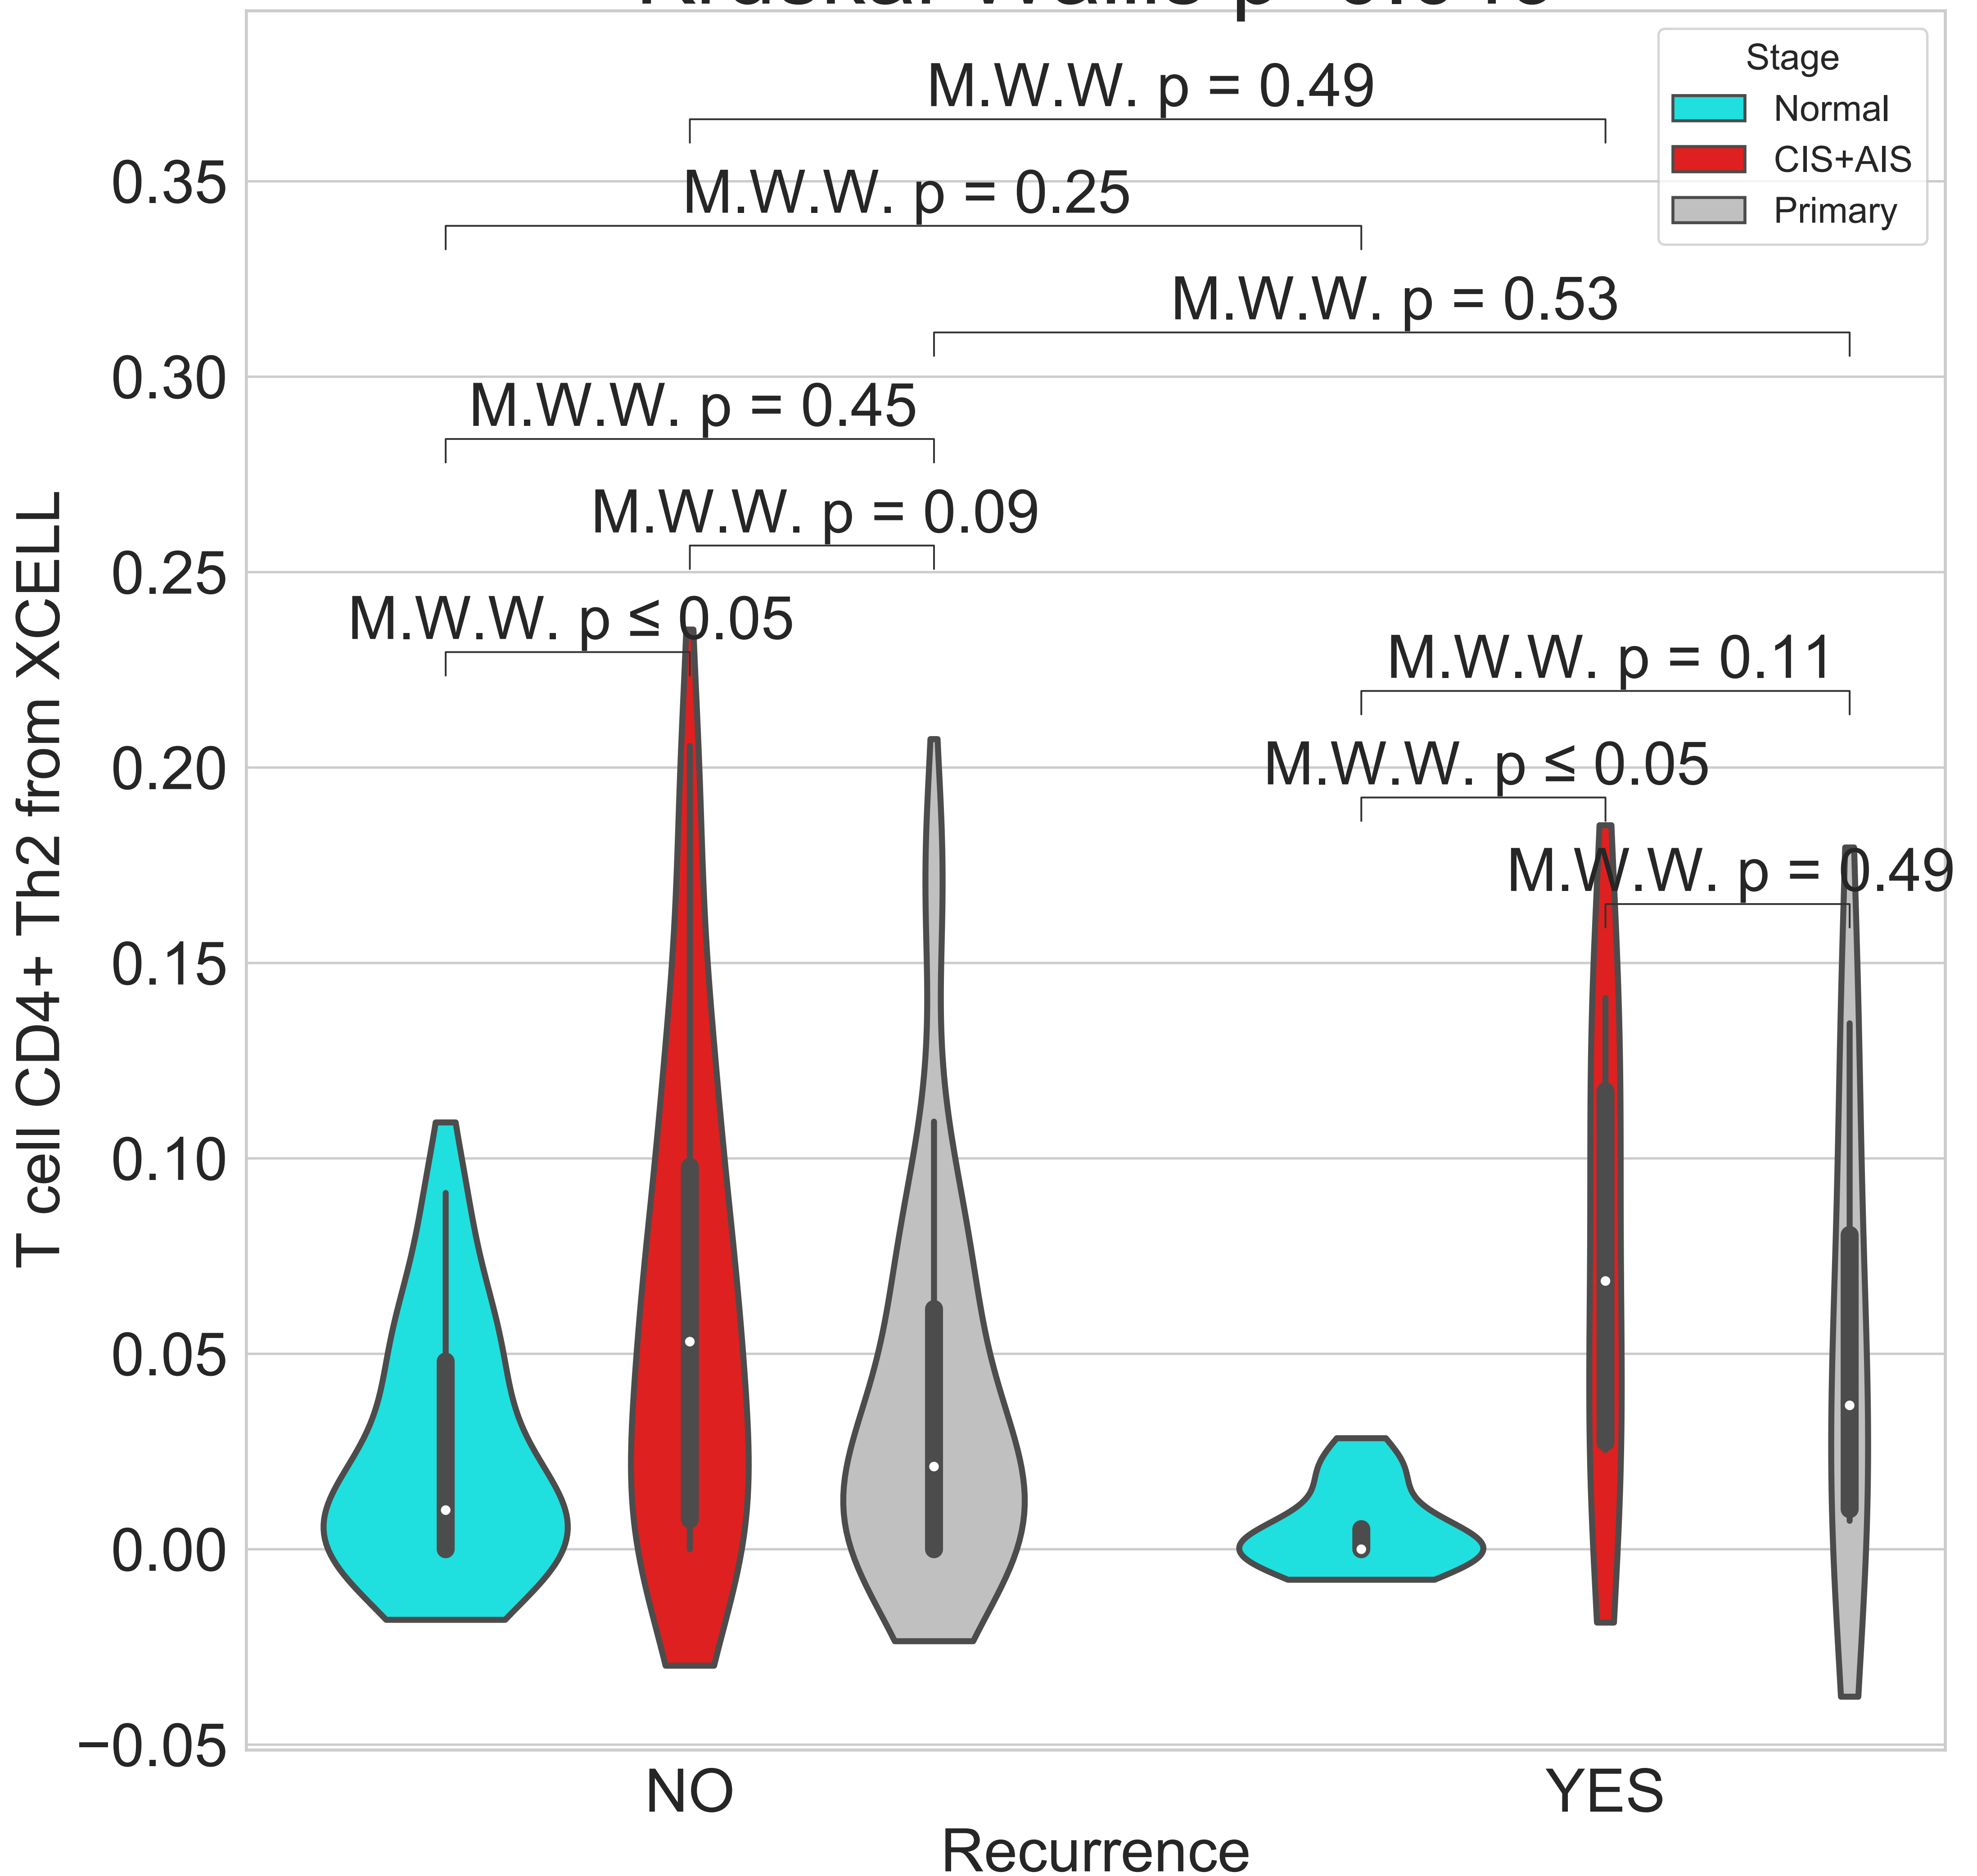 Stage
Normal
CIS+AIS
Primary
M.W.W. p = 0.49
M.W.W. p = 0.25
M.W.W. p = 0.53
M.W.W. p = 0.45
M.W.W. p = 0.09
M.W.W. p ≤ 0.05
M.W.W. p = 0.11
M.W.W. p ≤ 0.05
M.W.W. p = 0.49
T cell CD4+ Th2 from XCELL
0.35
0.30
0.25
0.20
0.15
0.10
0.05
0.00
−0.05
NO
YES
Recurrence